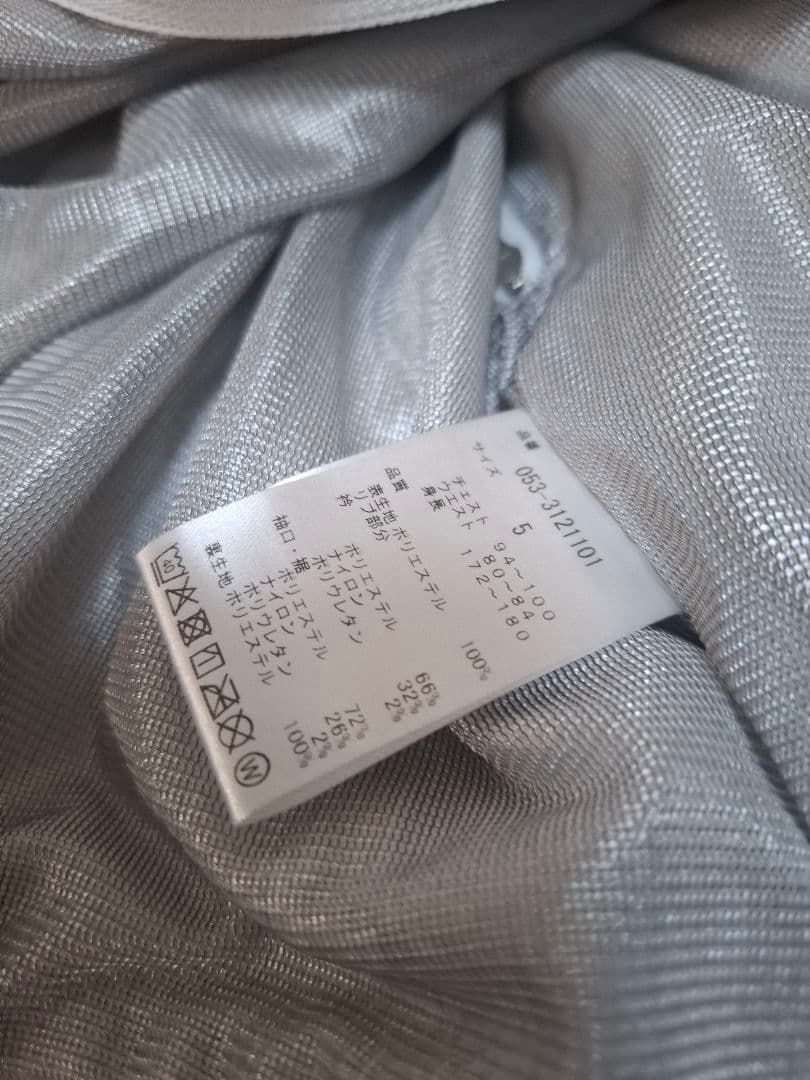 品番 053-3121101
サイズ 5
チェスト 94～100
ウエスト 80～84
身長 172～180
品質
表生地 ポリエステル 100%
リブ部分
衿 ポリエステル 66%
ナイロン 32%
ポリウレタン 2%
袖口・裾 ポリエステル 72%
ナイロン 26%
ポリウレタン 2%
裏生地 ポリエステル 100%
40
W